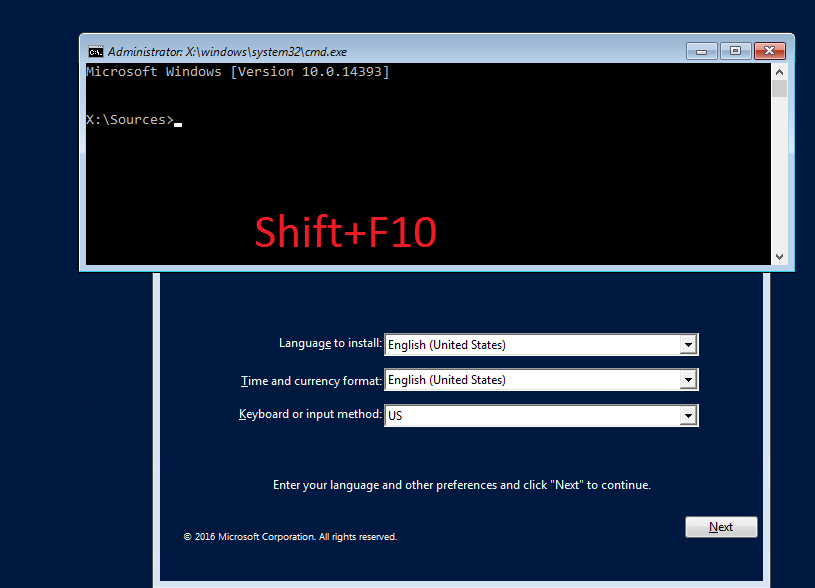 Administrator: X:\windows\system32\cmd.exe
Microsoft Windows [Version 10.0.14393]
X:\Sources>
Shift+F10
Language to install: English (United States)
Time and currency format: English (United States)
Keyboard or input method: US
Enter your language and other preferences and click "Next" to continue.
Next
© 2016 Microsoft Corporation. All rights reserved.